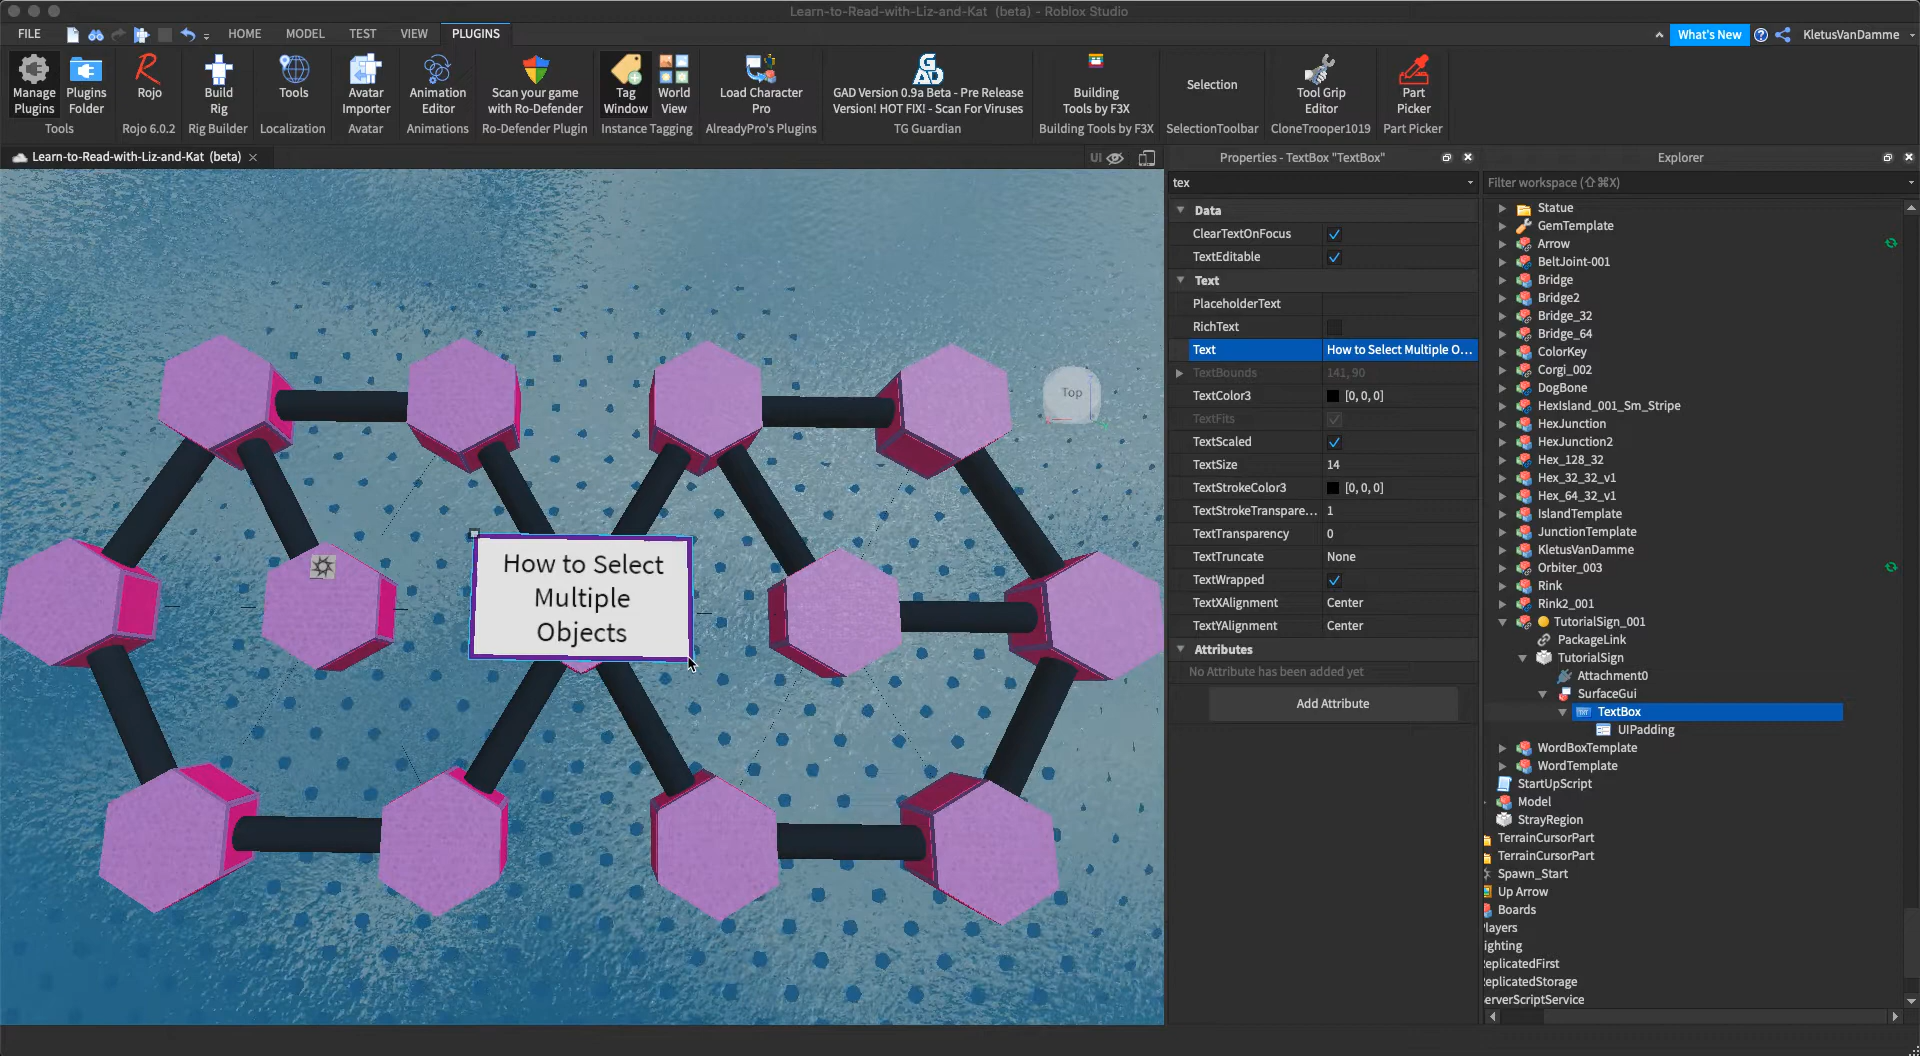 Learn-to-Read-with-Liz-and-Kat (beta) - Roblox Studio
FILE HOME MODEL TEST VIEW PLUGINS What's New KletusVanDamme
Manage Plugins
Plugins Folder
Tools
Rojo
Rojo 6.0.2
Build Rig
Rig Builder
Tools
Localization
Avatar Importer
Avatar
Animation Editor
Animations
Scan your game with Ro-Defender
Ro-Defender Plugin
Tag Window
World View
Instance Tagging
Load Character Pro
AlreadyPro's Plugins
GAD
GAD Version 0.9a Beta - Pre Release
Version! HOT FIX! - Scan For Viruses
TG Guardian
Building Tools by F3X
Building Tools by F3X
Selection
SelectionToolbar
Tool Grip Editor
CloneTrooper1019
Part Picker
Part Picker
Learn-to-Read-with-Liz-and-Kat (beta)
UI
Top
How to Select
Multiple
Objects
Properties - TextBox "TextBox"
tex
Data
ClearTextOnFocus
TextEditable
Text
PlaceholderText
RichText
Text How to Select Multiple O...
TextBounds 141, 90
TextColor3 [0, 0, 0]
TextFits
TextScaled
TextSize 14
TextStrokeColor3 [0, 0, 0]
TextStrokeTranspare... 1
TextTransparency 0
TextTruncate None
TextWrapped
TextXAlignment Center
TextYAlignment Center
Attributes
No Attribute has been added yet
Add Attribute
Explorer
Filter workspace (⇧⌘X)
Statue
GemTemplate
Arrow
BeltJoint-001
Bridge
Bridge2
Bridge_32
Bridge_64
ColorKey
Corgi_002
DogBone
HexIsland_001_Sm_Stripe
HexJunction
HexJunction2
Hex_128_32
Hex_32_32_v1
Hex_64_32_v1
IslandTemplate
JunctionTemplate
KletusVanDamme
Orbiter_003
Rink
Rink2_001
TutorialSign_001
PackageLink
TutorialSign
Attachment0
SurfaceGui
TextBox
UIPadding
WordBoxTemplate
WordTemplate
StartUpScript
Model
StrayRegion
TerrainCursorPart
TerrainCursorPart
Spawn_Start
Up Arrow
Boards
layers
ighting
eplicatedFirst
eplicatedStorage
erverScriptService